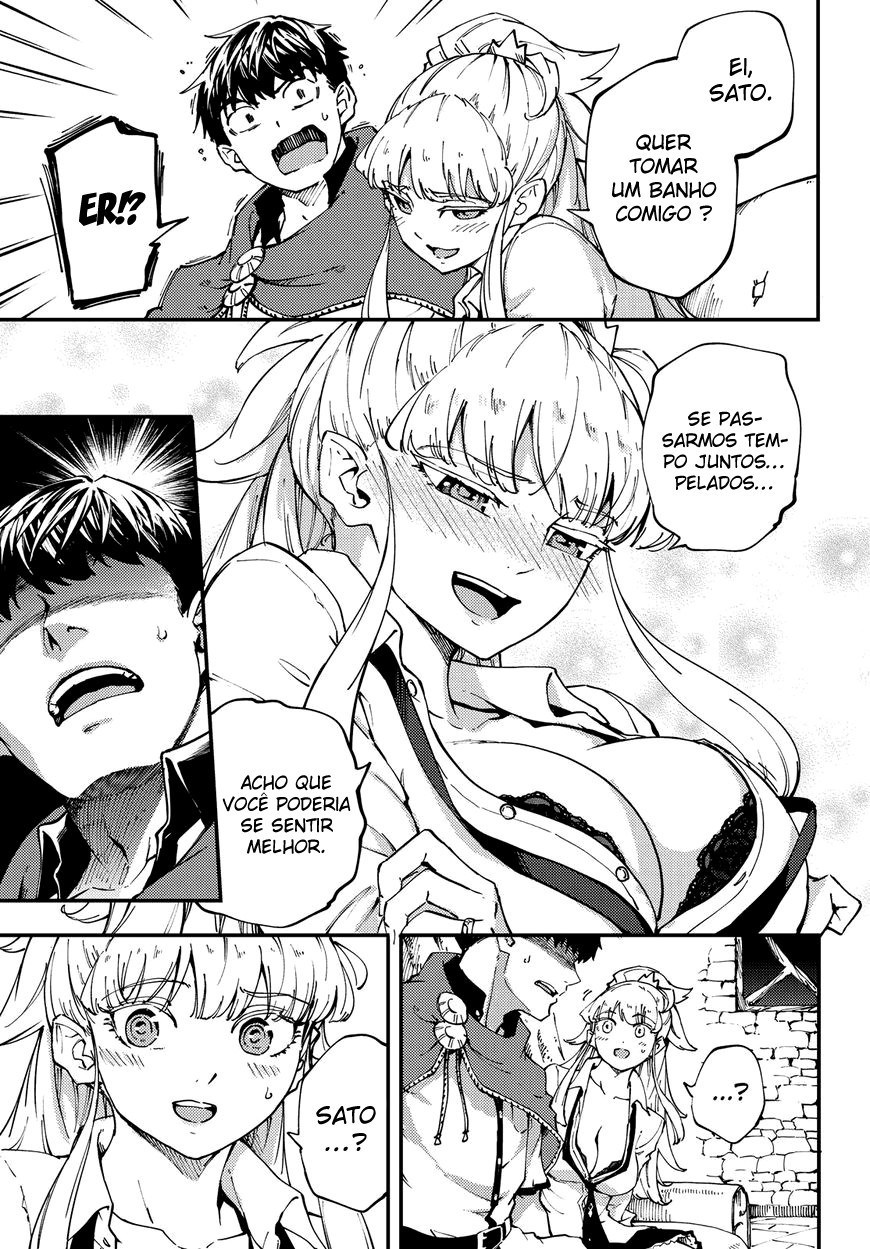 EI,
SATO.
QUER
TOMAR
UM BANHO
COMIGO ?
ER!?
SE PAS-
SARMOS TEM-
PO JUNTOS...
PELADOS...
ACHO QUE
VOCÊ PODERIA
SE SENTIR
MELHOR.
...?
SATO
...?